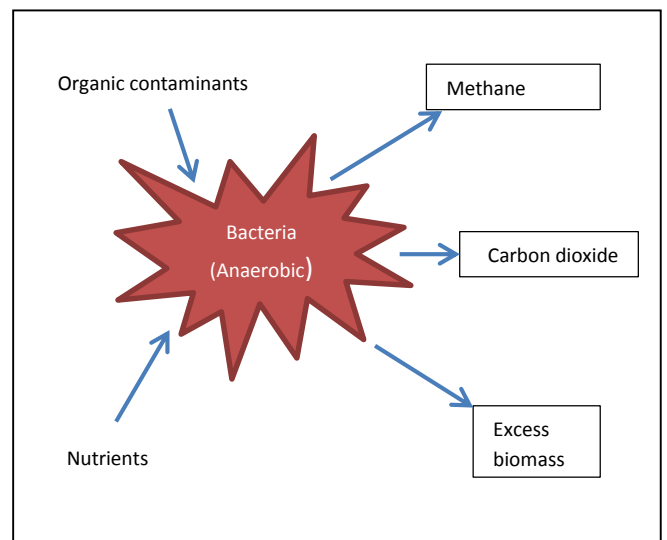 Organic contaminants
Methane
Bacteria
(Anaerobic)
Carbon dioxide
Nutrients
Excess
biomass